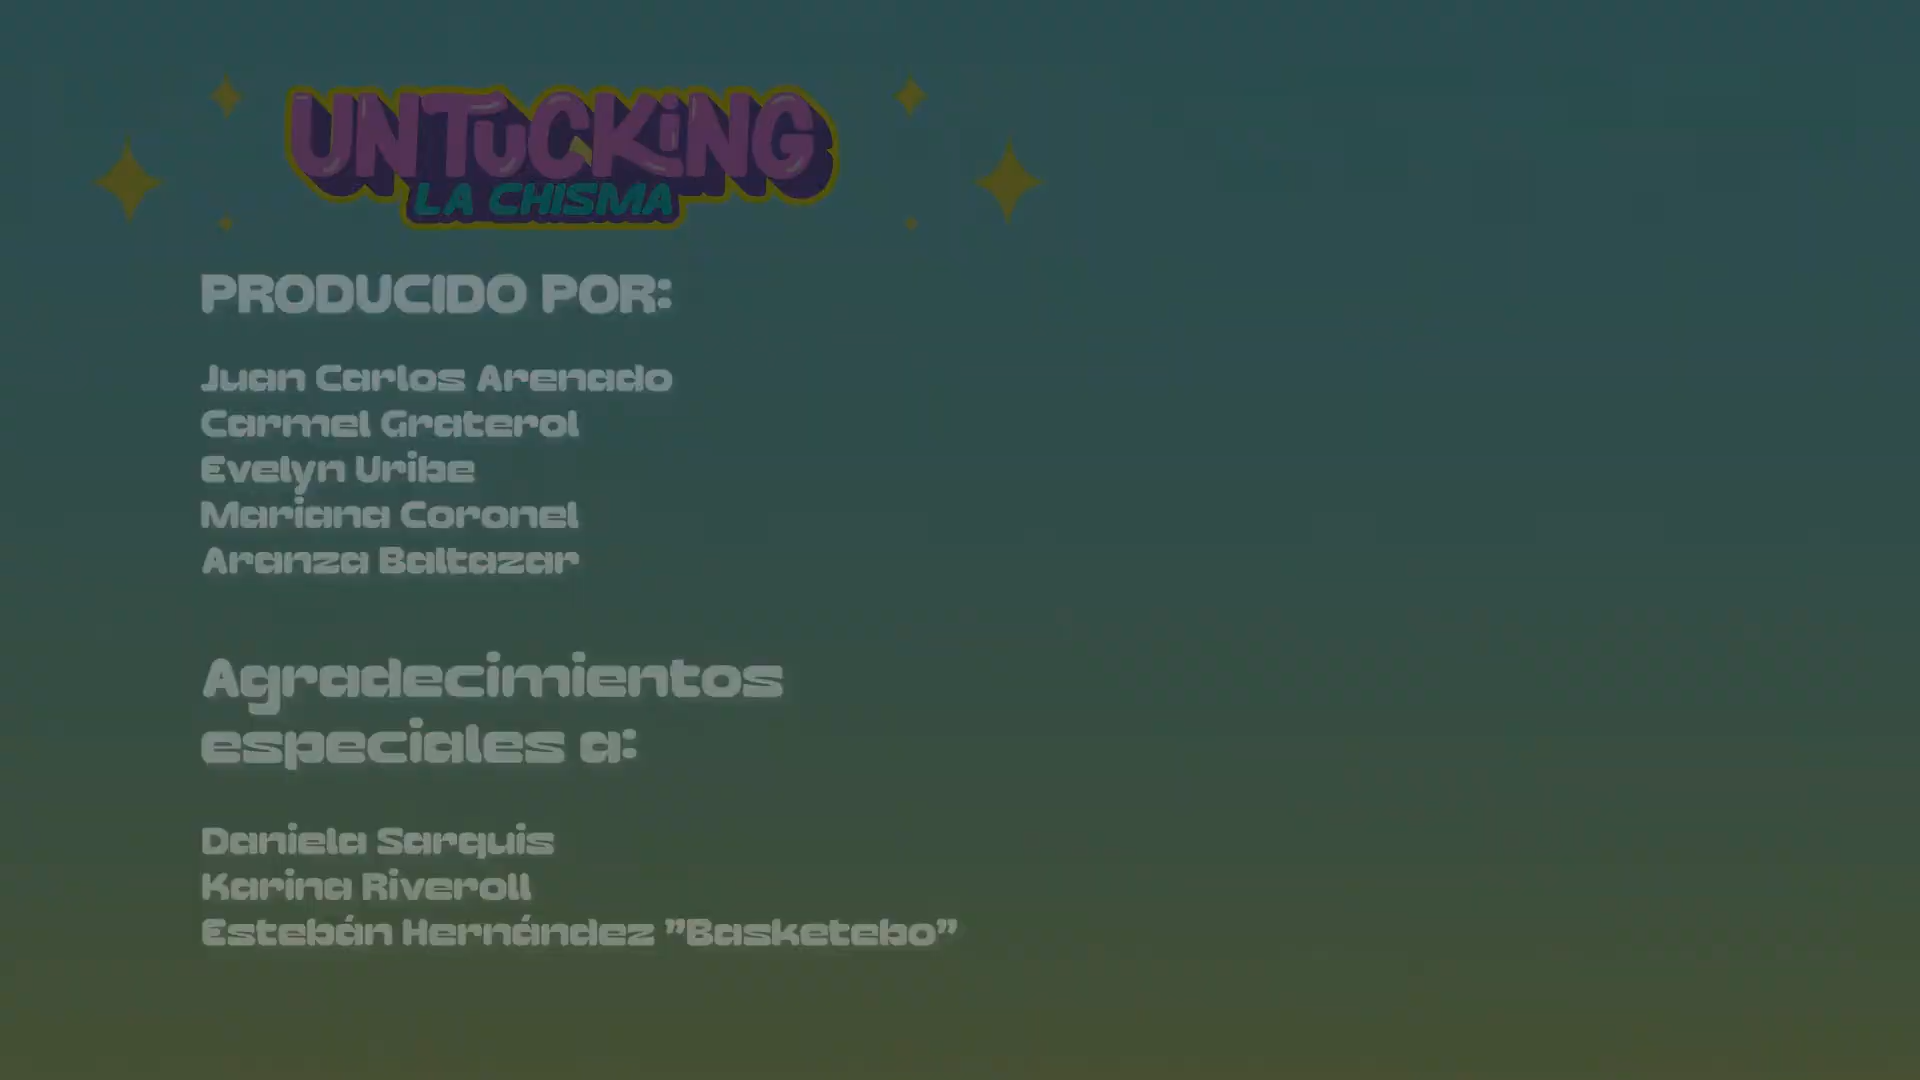 UNTUCKiNG
LA CHISMA
PRODUCIDO POR:
Juan Carlos Arenado
Carmel Graterol
Evelyn Uribe
Mariana Coronel
Aranza Baltazar
Agradecimientos
especiales a:
Daniela Sarquis
Karina Riveroll
Estebán Hernández ”Basketebo”